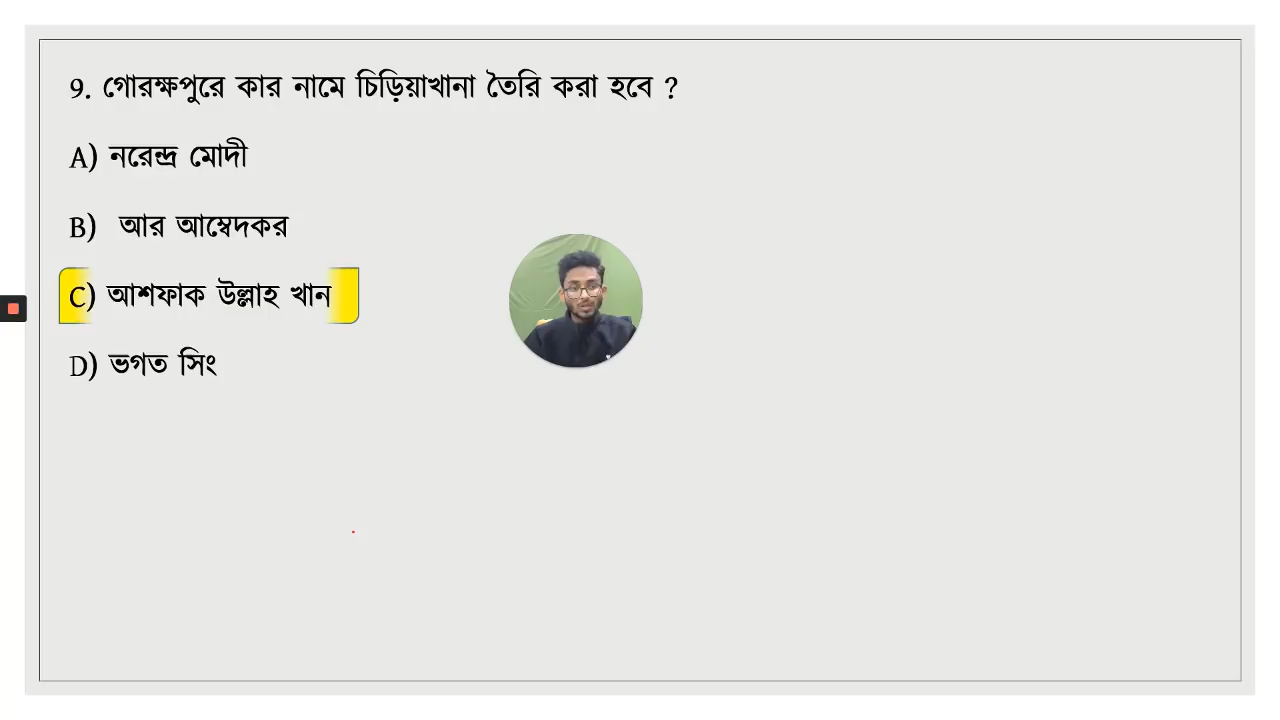 9. গোরক্ষপুরে কার নামে চিড়িয়াখানা তৈরি করা হবে ?
A) নরেন্দ্র মোদী
B) আর আম্বেদকর
C) আশফাক উল্লাহ খান
D) ভগত সিং